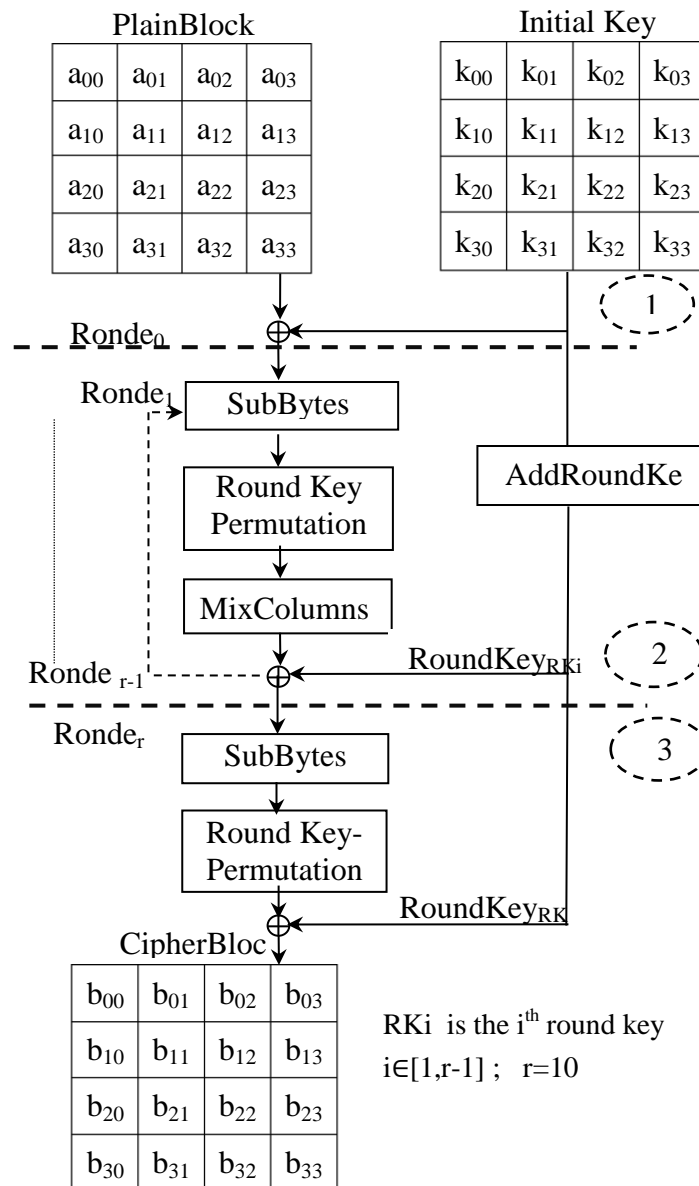 PlainBlock
Initial Key
a₀₀ a₀₁ a₀₂ a₀₃
a₁₀ a₁₁ a₁₂ a₁₃
a₂₀ a₂₁ a₂₂ a₂₃
a₃₀ a₃₁ a₃₂ a₃₃
k₀₀ k₀₁ k₀₂ k₀₃
k₁₀ k₁₁ k₁₂ k₁₃
k₂₀ k₂₁ k₂₂ k₂₃
k₃₀ k₃₁ k₃₂ k₃₃
1
Ronde₀
Ronde₁
SubBytes
Round Key
Permutation
AddRoundKe
MixColumns
Ronde ᵣ₋₁
RoundKey_RKi
2
Rondeᵣ
3
SubBytes
Round Key-
Permutation
RoundKey_RK
CipherBloc
b₀₀ b₀₁ b₀₂ b₀₃
b₁₀ b₁₁ b₁₂ b₁₃
b₂₀ b₂₁ b₂₂ b₂₃
b₃₀ b₃₁ b₃₂ b₃₃
RKi is the iᵗʰ round key
i∈[1,r-1] ; r=10